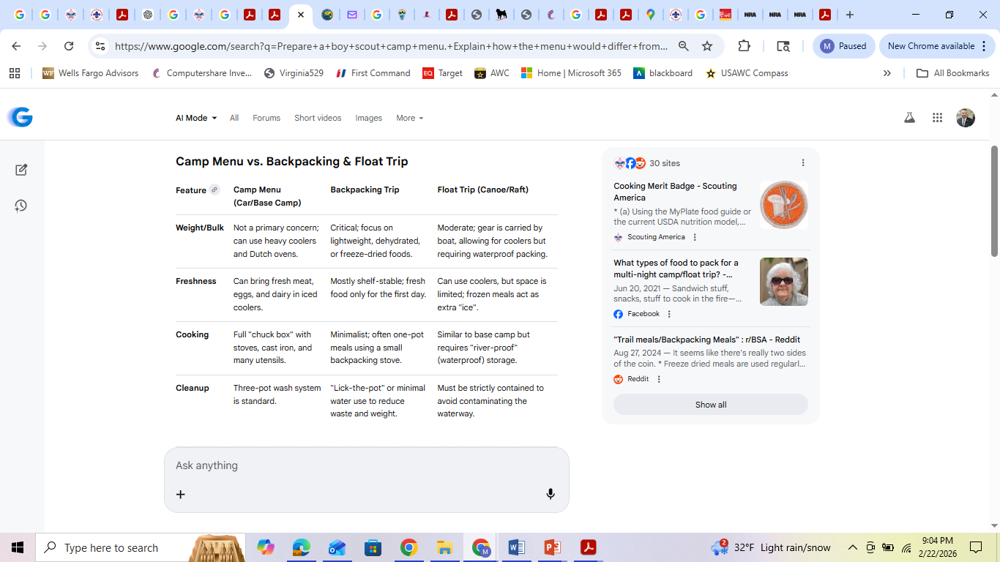 NRA NRA NRA
https://www.google.com/search?q=Prepare+a+boy+scout+camp+menu.+Explain+how+the+menu+would+differ+from...
M Paused
New Chrome available
Wells Fargo Advisors
Computershare Inve...
Virginia529
First Command
EQ Target
AWC
Home | Microsoft 365
blackboard
USAWC Compass
All Bookmarks
AI Mode
All
Forums
Short videos
Images
More
Camp Menu vs. Backpacking & Float Trip
Feature
Camp Menu
(Car/Base Camp)
Backpacking Trip
Float Trip (Canoe/Raft)
Weight/Bulk
Not a primary concern;
can use heavy coolers
and Dutch ovens.
Critical; focus on
lightweight, dehydrated,
or freeze-dried foods.
Moderate; gear is carried by
boat, allowing for coolers but
requiring waterproof packing.
Freshness
Can bring fresh meat,
eggs, and dairy in iced
coolers.
Mostly shelf-stable; fresh
food only for the first day.
Can use coolers, but space is
limited; frozen meals act as
extra "ice".
Cooking
Full "chuck box" with
stoves, cast iron, and
many utensils.
Minimalist; often one-pot
meals using a small
backpacking stove.
Similar to base camp but
requires "river-proof"
(waterproof) storage.
Cleanup
Three-pot wash system
is standard.
"Lick-the-pot" or minimal
water use to reduce
waste and weight.
Must be strictly contained to
avoid contaminating the
waterway.
30 sites
Cooking Merit Badge - Scouting
America
* (a) Using the MyPlate food guide or
the current USDA nutrition model,...
Scouting America
What types of food to pack for a
multi-night camp/float trip? -...
Jun 20, 2021 — Sandwich stuff,
snacks, stuff to cook in the fire—...
Facebook
"Trail meals/Backpacking Meals" : r/BSA - Reddit
Aug 27, 2024 — It seems like there's really two sides
of the coin. * Freeze dried meals are used regularl...
Reddit
Show all
Ask anything
Type here to search
2
32°F Light rain/snow
9:04 PM
2/22/2026